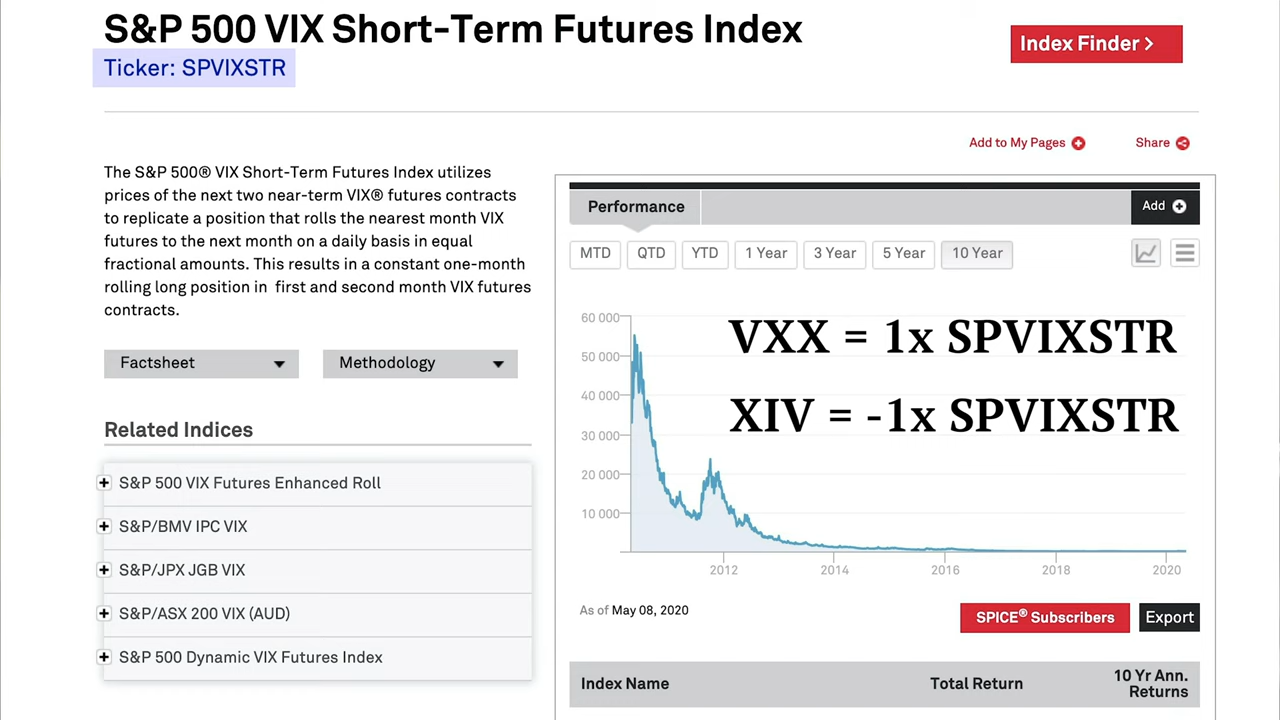 S&P 500 VIX Short-Term Futures Index
Index Finder >
Ticker: SPVIXSTR
Add to My Pages
Share
The S&P 500® VIX Short-Term Futures Index utilizes
prices of the next two near-term VIX® futures contracts
to replicate a position that rolls the nearest month VIX
futures to the next month on a daily basis in equal
fractional amounts. This results in a constant one-month
rolling long position in first and second month VIX futures
contracts.
Factsheet
Methodology
Related Indices
S&P 500 VIX Futures Enhanced Roll
S&P/BMV IPC VIX
S&P/JPX JGB VIX
S&P/ASX 200 VIX (AUD)
S&P 500 Dynamic VIX Futures Index
Performance
Add
MTD QTD YTD 1 Year 3 Year 5 Year 10 Year
VXX = 1x SPVIXSTR
XIV = -1x SPVIXSTR
60 000
50 000
40 000
30 000
20 000
10 000
2012 2014 2016 2018 2020
As of May 08, 2020
SPICE® Subscribers
Export
Index Name
Total Return
10 Yr Ann.
Returns